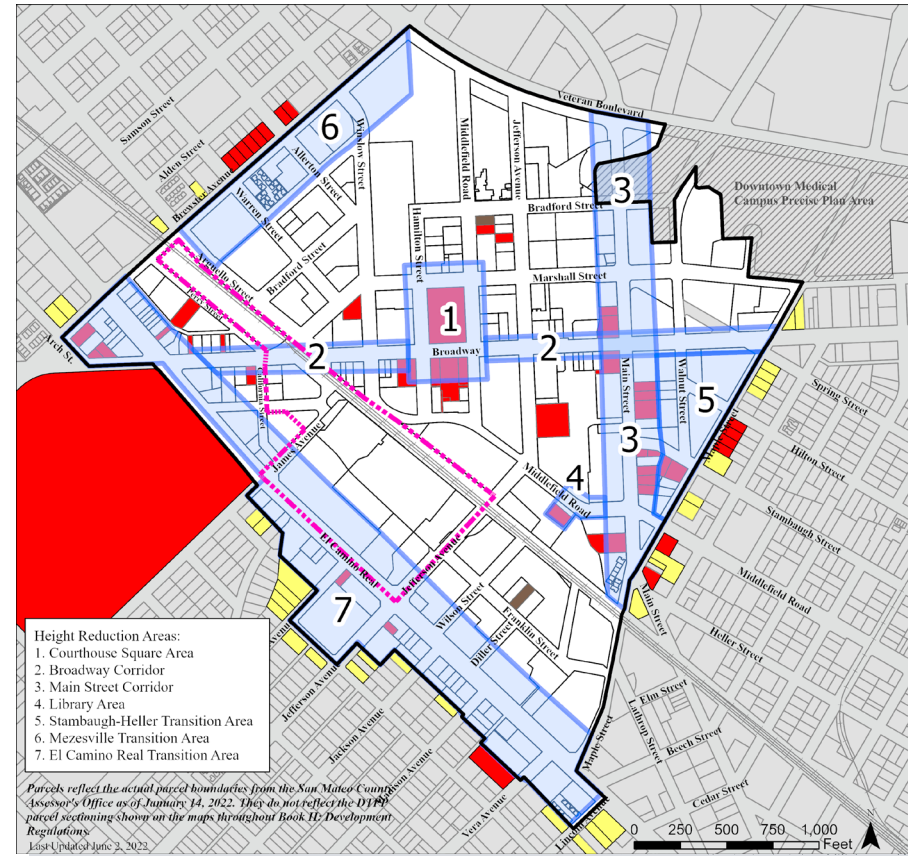 Veteran Boulevard
Samson Street
Alden Street
Brewster Avenue
6
Winslow Street
Allerton Street
Warren Street
Middlefield Road
Jefferson Avenue
3
Downtown Medical
Campus Precise Plan Area
Bradford Street
Hamilton Street
Arguello Street
Bradford Street
Marshall Street
Perry Street
1
Arch St.
2
Broadway
2
California Street
Main Street
Walnut Street
5
Spring Street
Maple Street
James Avenue
3
Hilton Street
4
Middlefield Road
Stambaugh Street
El Camino Real
Jefferson Avenue
Middlefield Road
7
Wilson Street
Franklin Street
Main Street
Diller Street
Heller Street
Height Reduction Areas:
1. Courthouse Square Area
2. Broadway Corridor
3. Main Street Corridor
4. Library Area
5. Stambaugh-Heller Transition Area
6. Mezesville Transition Area
7. El Camino Real Transition Area
Avenue
Jefferson Avenue
Jackson Avenue
Elm Street
Lathrop Street
Beech Street
Maple Street
Cedar Street
Vera Avenue
Lincoln Avenue
Parcels reflect the actual parcel boundaries from the San Mateo County
Assessor's Office as of January 14, 2022. They do not reflect the DTPP
parcel sectioning shown on the maps throughout Book II: Development
Regulations.
Last Updated June 2, 2022
0 250 500 750 1,000
Feet